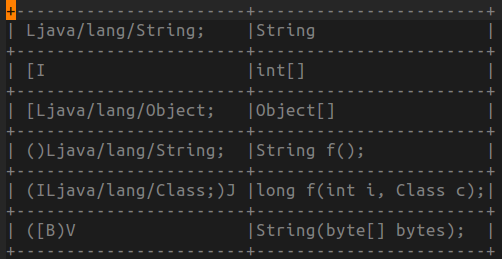 +----------------------+-----------------------+
| Ljava/lang/String;   |String                 |
+----------------------+-----------------------+
| [I                   |int[]                  |
+----------------------+-----------------------+
| [Ljava/lang/Object;  |Object[]               |
+----------------------+-----------------------+
| ()Ljava/lang/String; |String f();            |
+----------------------+-----------------------+
| (ILjava/lang/Class;)J |long f(int i, Class c);|
+----------------------+-----------------------+
| ([B)V                |String(byte[] bytes);  |
+----------------------+-----------------------+